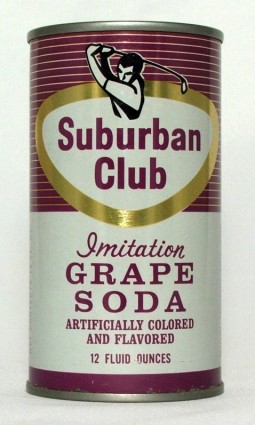 Suburban
Club
Imitation
GRAPE
SODA
ARTIFICIALLY COLORED
AND FLAVORED
12 FLUID OUNCES